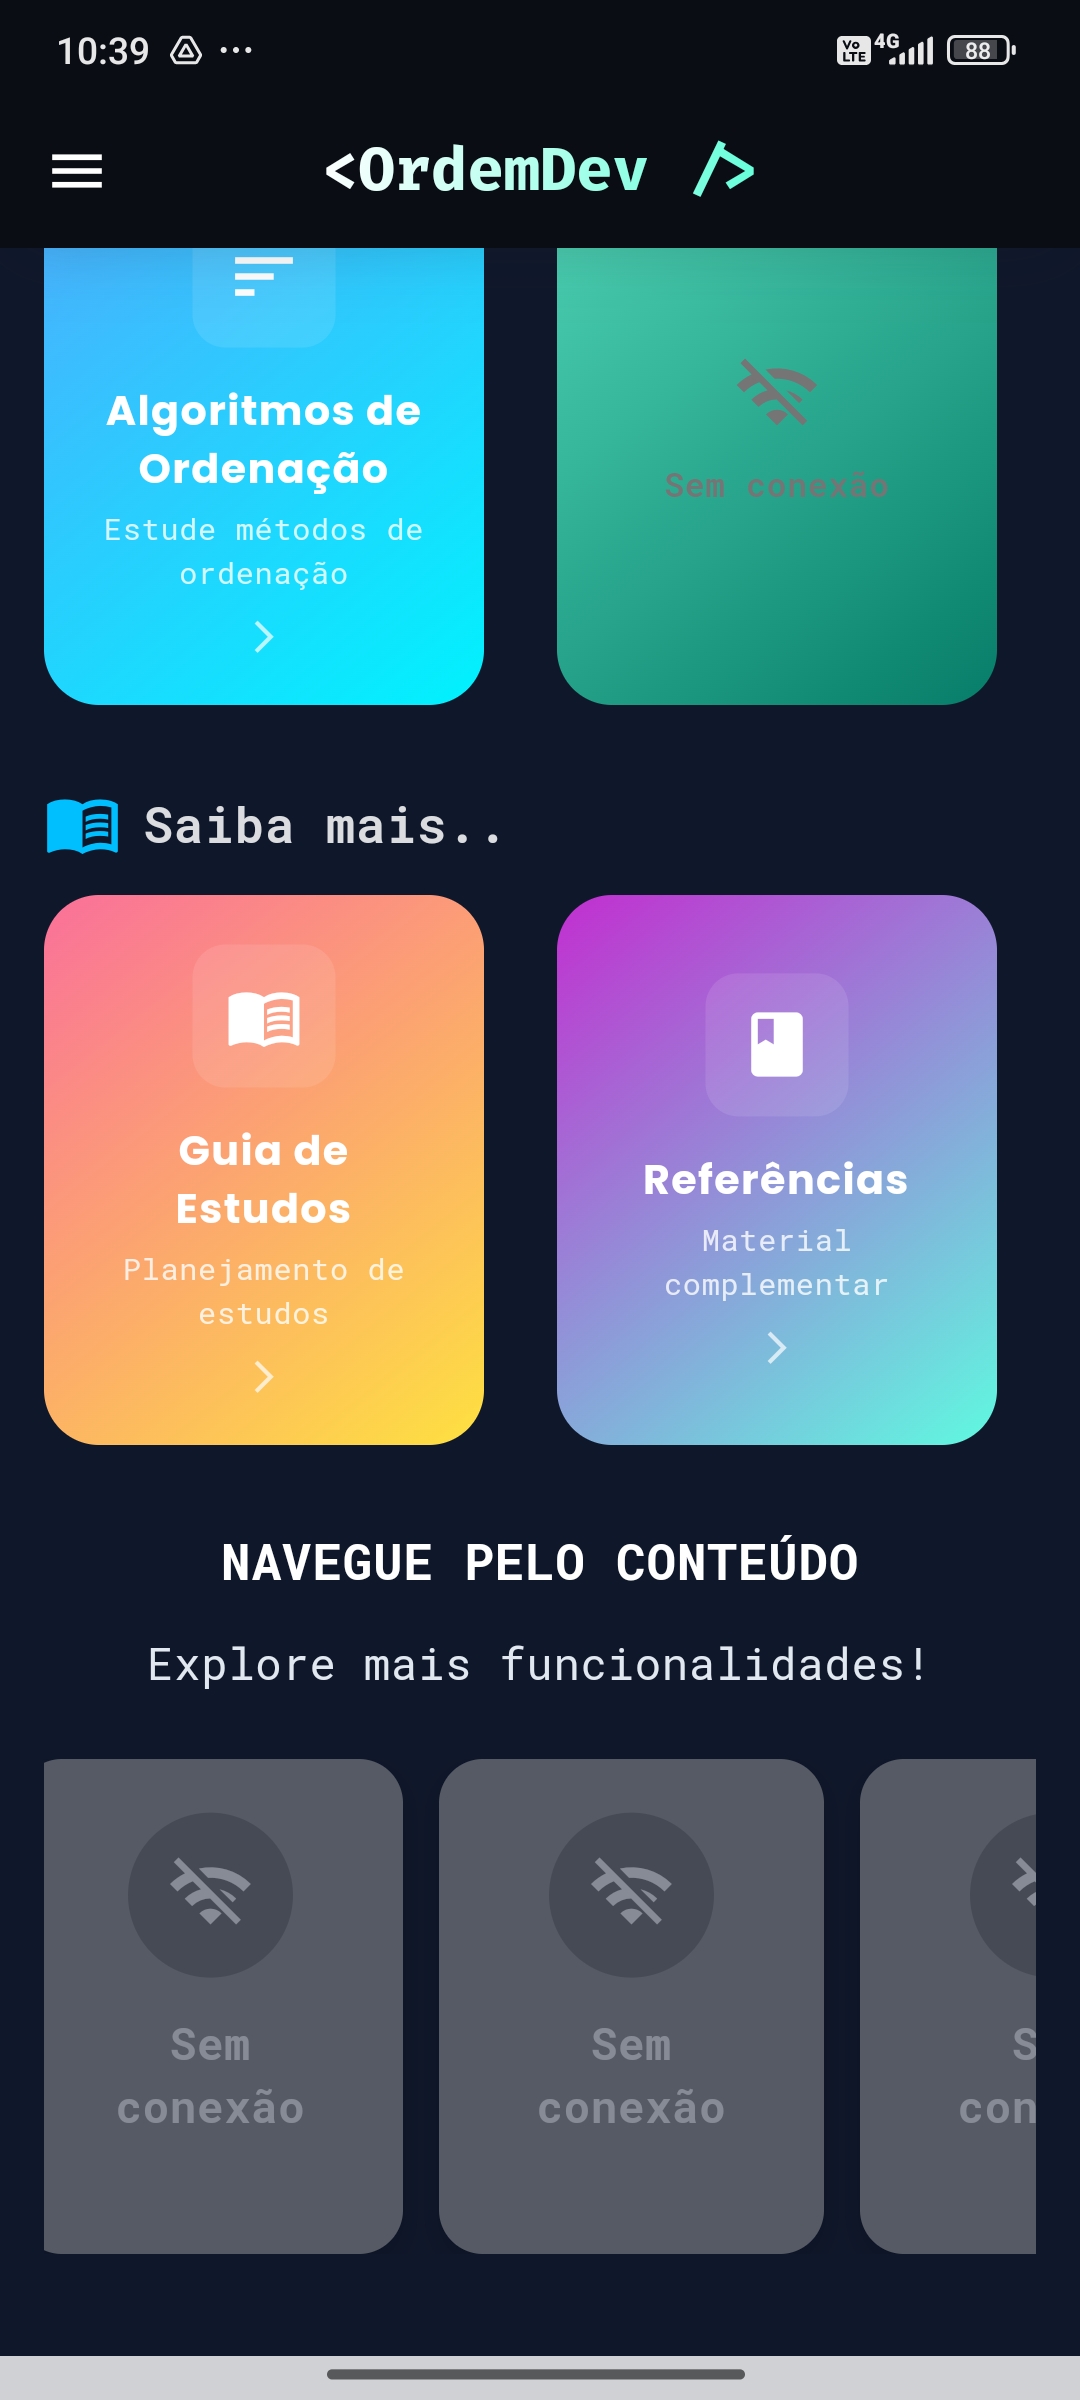 10:39
Vo LTE 4G 88
<OrdemDev />
Algoritmos de
Ordenação
Estude métodos de
ordenação
Sem conexão
Saiba mais..
Guia de
Estudos
Planejamento de
estudos
Referências
Material
complementar
NAVEGUE PELO CONTEÚDO
Explore mais funcionalidades!
Sem
conexão
Sem
conexão
S
con